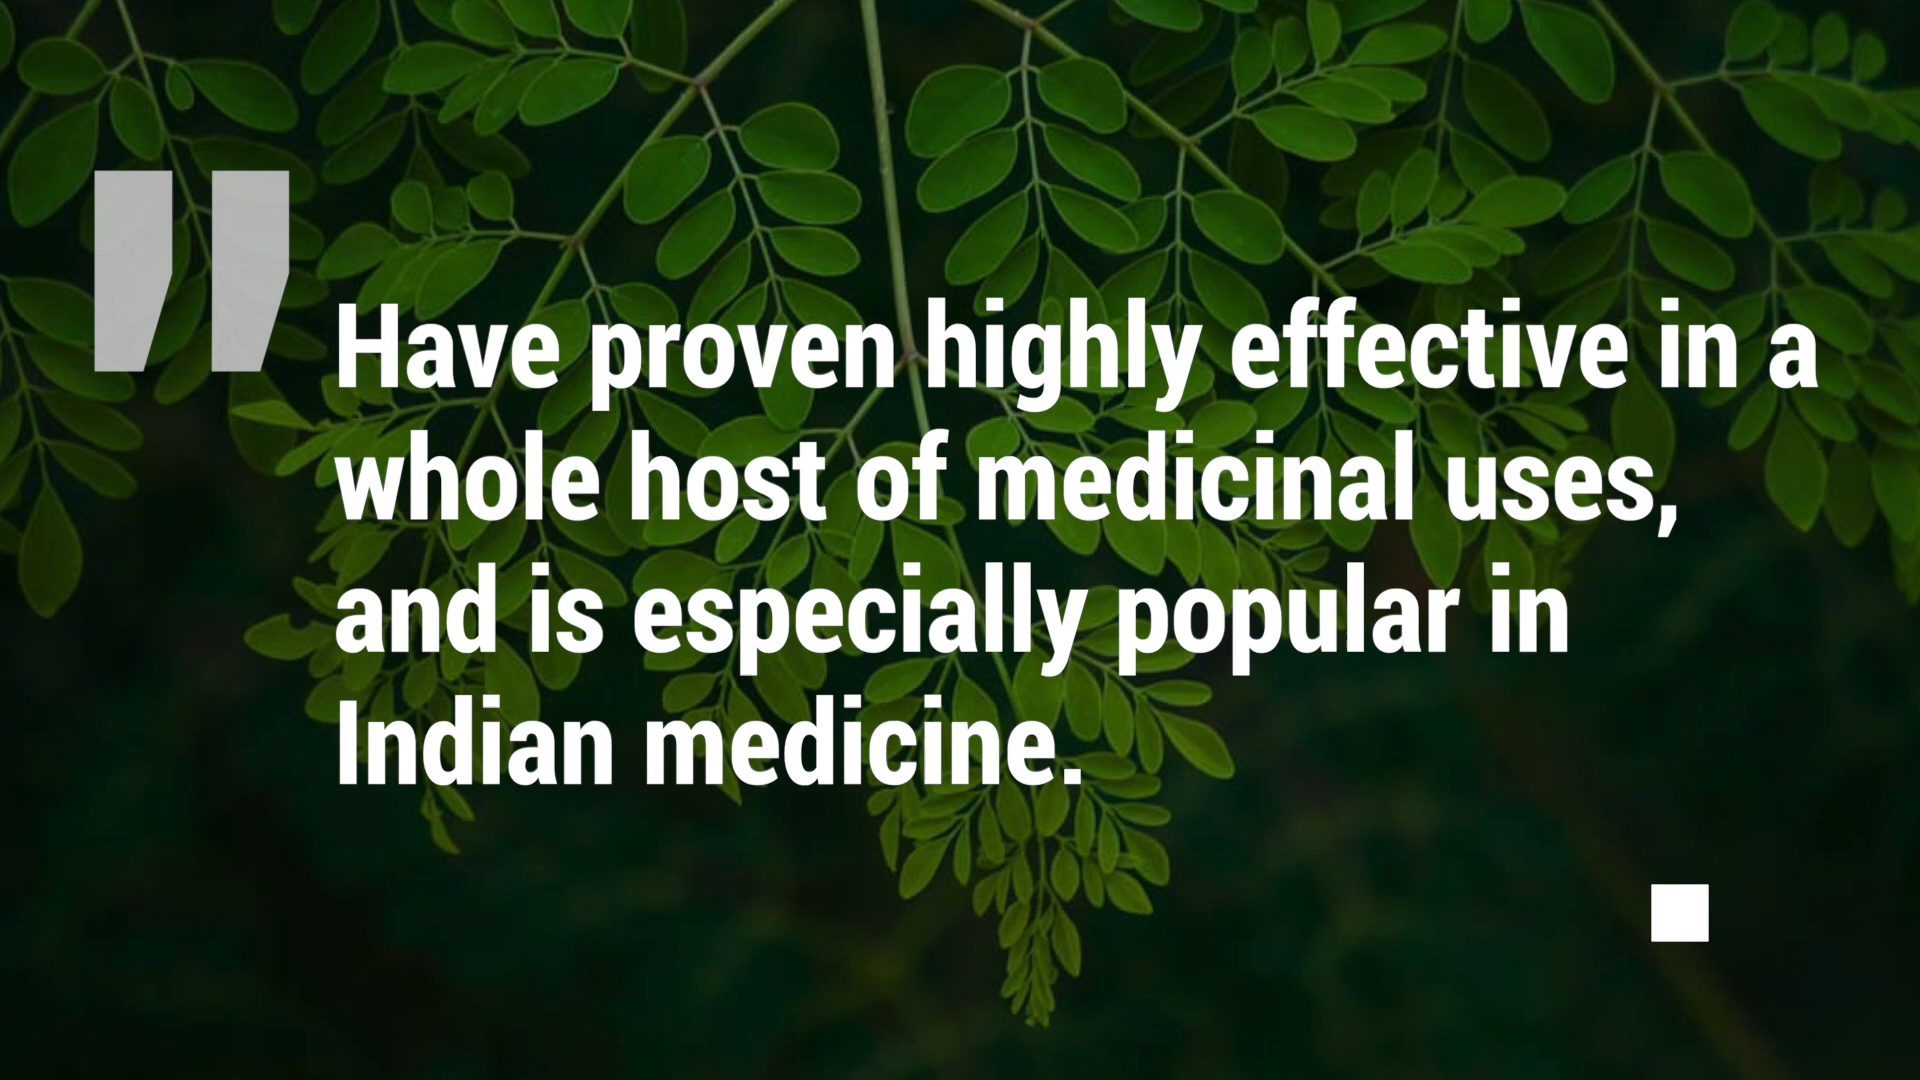 "
Have proven highly effective in a
whole host of medicinal uses,
and is especially popular in
Indian medicine.